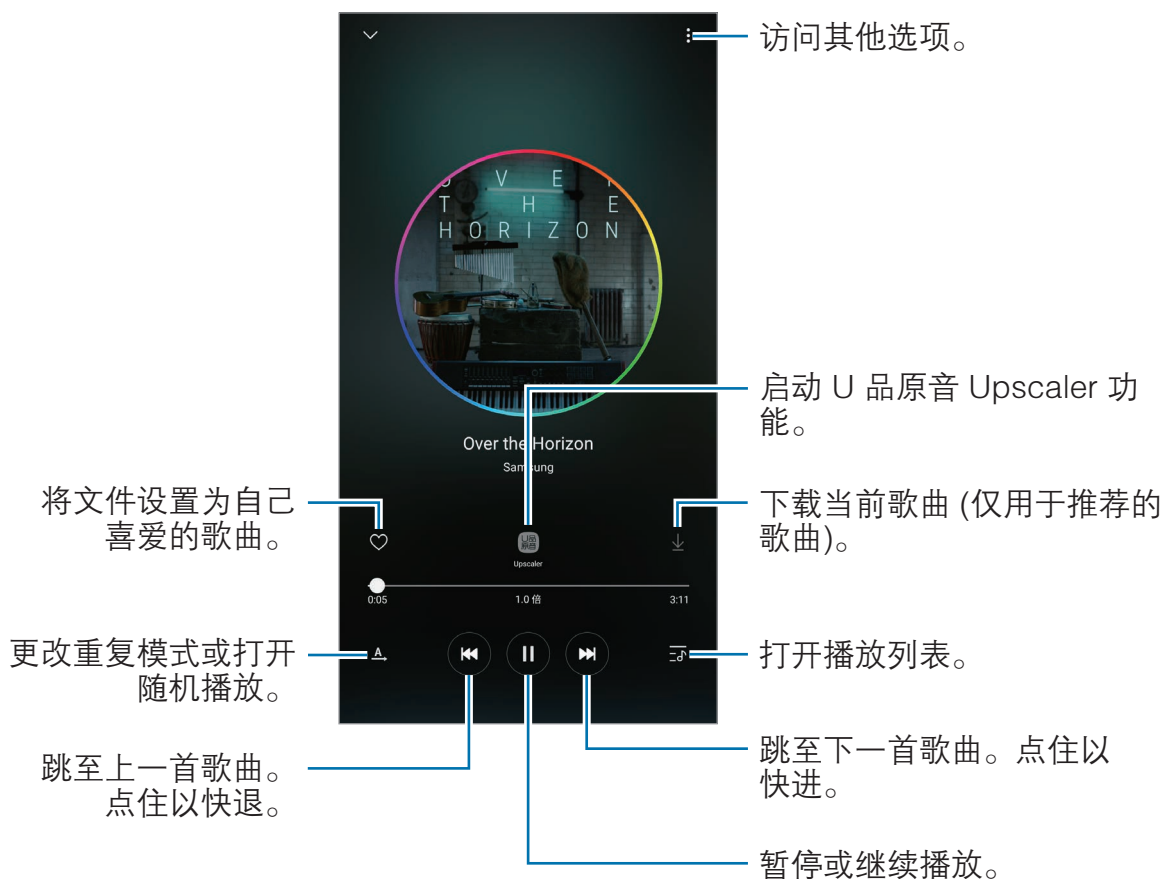 访问其他选项。
O V E R
T H E
H O R I Z O N
启动 U 品原音 Upscaler 功
能。
Over the Horizon
Samsung
将文件设置为自己
喜爱的歌曲。
下载当前歌曲 (仅用于推荐的
歌曲)。
U品
原音
Upscaler
0:05
1.0 倍
3:11
更改重复模式或打开
随机播放。
A
打开播放列表。
跳至上一首歌曲。
点住以快退。
跳至下一首歌曲。点住以
快进。
暂停或继续播放。